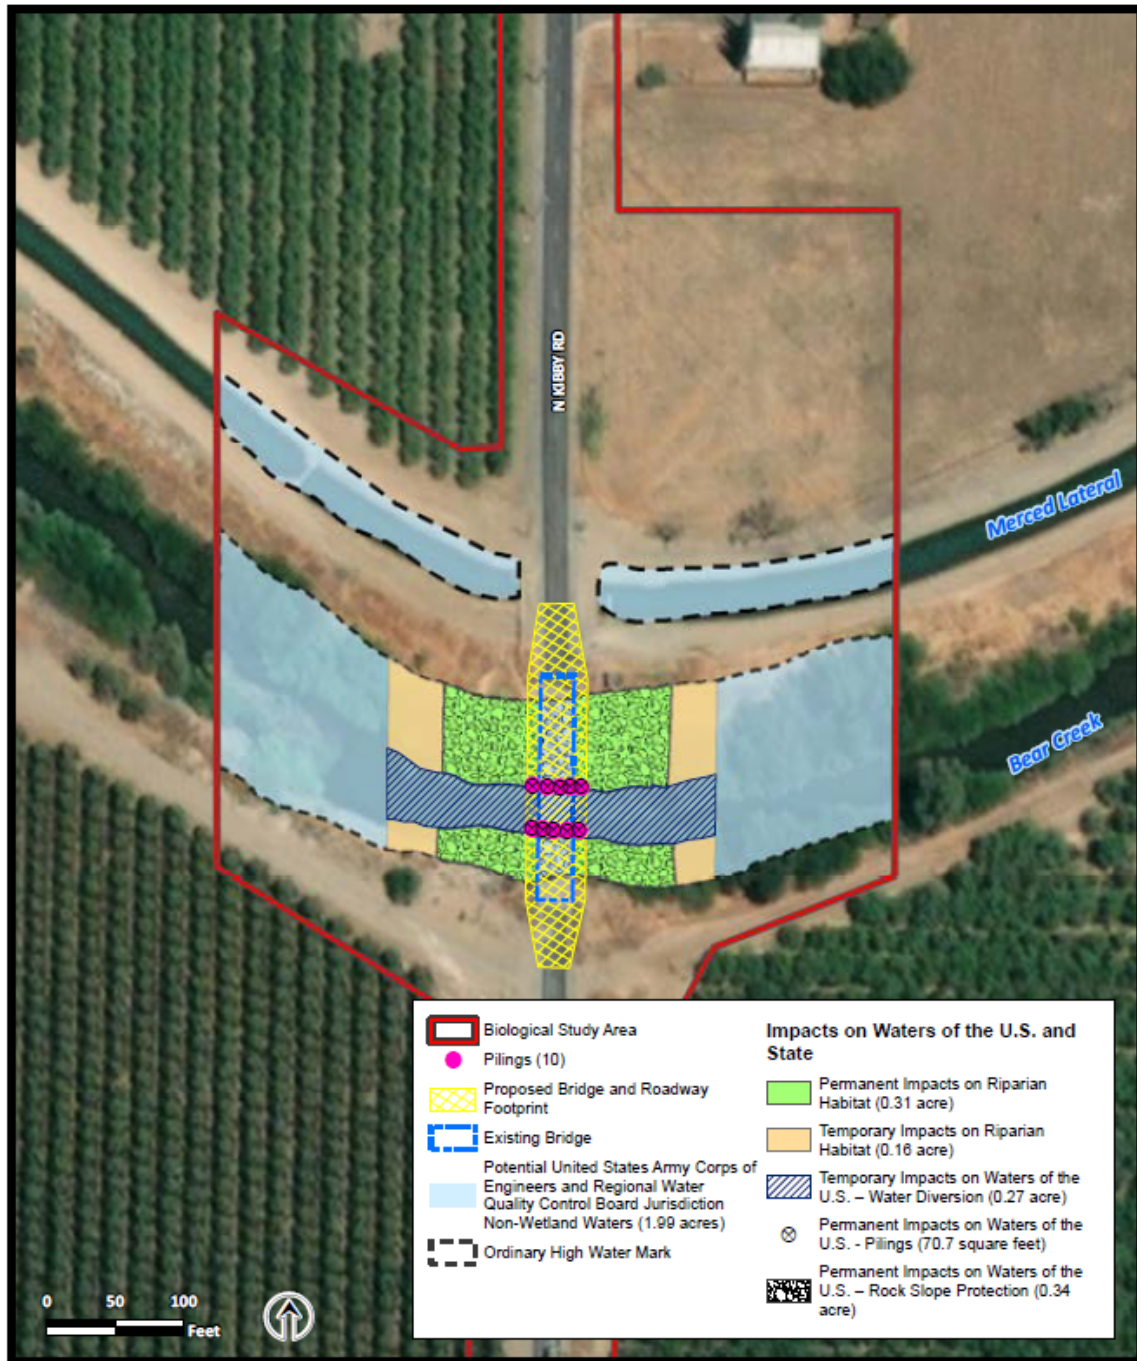 N KIBBY RD
Merced Lateral
Bear Creek
Biological Study Area
Pilings (10)
Proposed Bridge and Roadway
Footprint
Existing Bridge
Potential United States Army Corps of
Engineers and Regional Water
Quality Control Board Jurisdiction
Non-Wetland Waters (1.99 acres)
Ordinary High Water Mark
Impacts on Waters of the U.S. and
State
Permanent Impacts on Riparian
Habitat (0.31 acre)
Temporary Impacts on Riparian
Habitat (0.16 acre)
Temporary Impacts on Waters of the
U.S. – Water Diversion (0.27 acre)
Permanent Impacts on Waters of the
U.S. - Pilings (70.7 square feet)
Permanent Impacts on Waters of the
U.S. – Rock Slope Protection (0.34
acre)
0 50 100
Feet